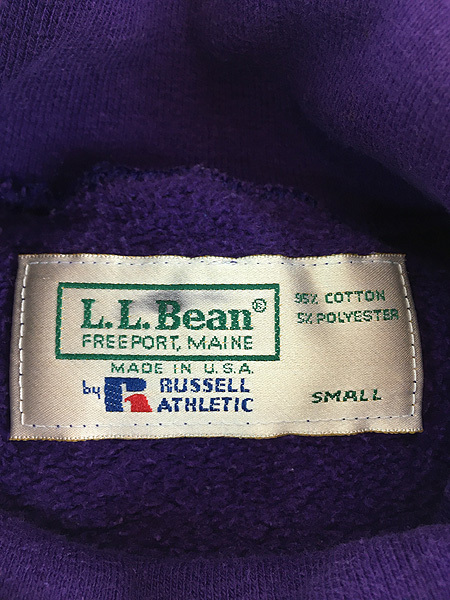 L.L.Bean®
FREEPORT, MAINE
MADE IN U.S.A.
by R RUSSELL
ATHLETIC
95% COTTON
5% POLYESTER
SMALL